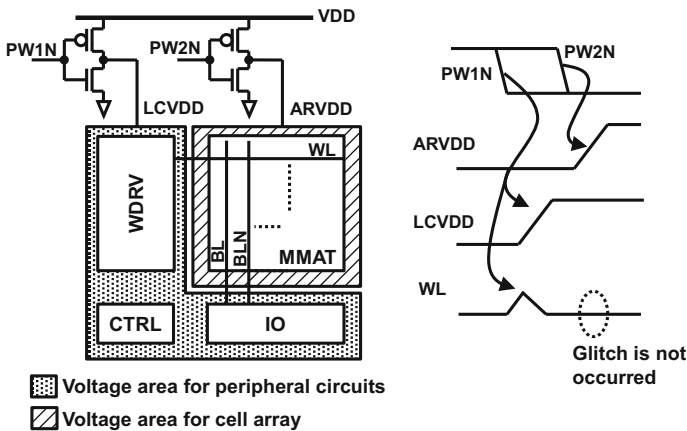 VDD
PW1N
PW2N
LCVDD
ARVDD
WDRV
WL
BL
BLN
MMAT
CTRL
IO
Voltage area for peripheral circuits
Voltage area for cell array
PW1N
PW2N
ARVDD
LCVDD
WL
Glitch is not
occurred